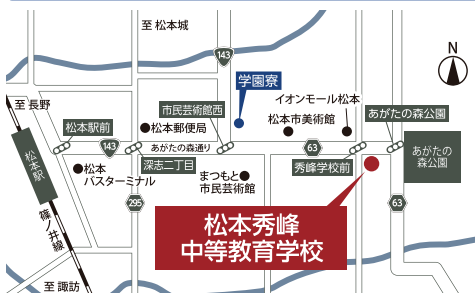 至 松本城
143
N
学園寮
至 長野
市民芸術館西
イオンモール松本
松本駅前
松本郵便局
松本市美術館
あがたの森公園
143
あがたの森通り
63
松本駅
深志二丁目
秀峰学校前
あがたの
森公園
松本
バスターミナル
まつもと
市民芸術館
295
63
篠ノ井線
松本秀峰
中等教育学校
至 諏訪